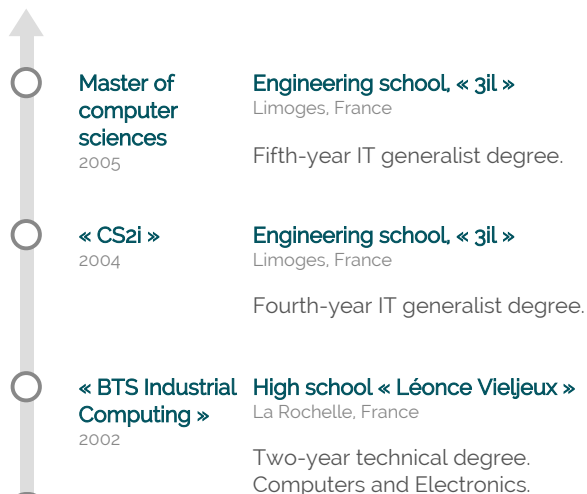 Master of
computer
sciences
2005
Engineering school, « 3il »
Limoges, France
Fifth-year IT generalist degree.
« CS2i »
2004
Engineering school, « 3il »
Limoges, France
Fourth-year IT generalist degree.
« BTS Industrial
Computing »
2002
High school « Léonce Vieljeux »
La Rochelle, France
Two-year technical degree.
Computers and Electronics.